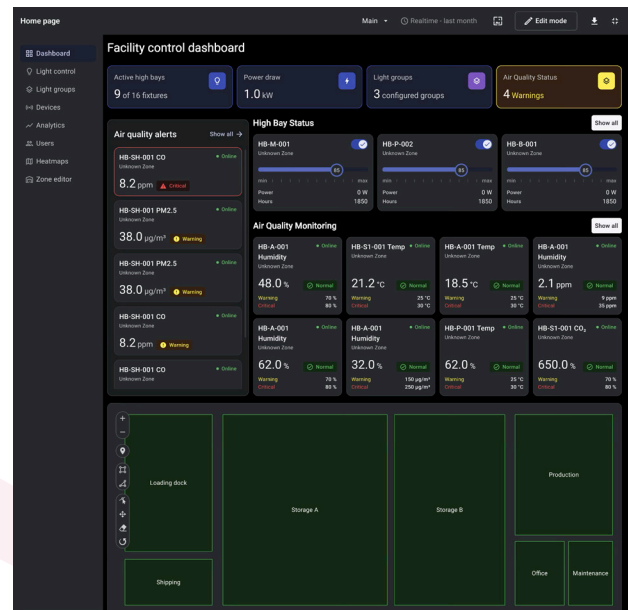 Home page
Main
Realtime - last month
Edit mode
Dashboard
Light control
Light groups
Devices
Analytics
Users
Heatmaps
Zone editor
Facility control dashboard
Active high bays
9 of 16 fixtures
Power draw
1.0 kW
Light groups
3 configured groups
Air Quality Status
4 Warnings
Air quality alerts
Show all →
HB-SH-001 CO
Online
Unknown Zone
8.2 ppm
Critical
HB-SH-001 PM2.5
Online
Unknown Zone
38.0 µg/m³
Warning
HB-SH-001 PM2.5
Online
Unknown Zone
38.0 µg/m³
Warning
HB-SH-001 CO
Online
Unknown Zone
8.2 ppm
Warning
HB-SH-001 CO
Online
Unknown Zone
High Bay Status
Show all
HB-M-001
Unknown Zone
85
min
max
Power 0 W
Hours 1850
HB-P-002
Unknown Zone
85
min
max
Power 0 W
Hours 1850
HB-B-001
Unknown Zone
85
min
max
Power 0 W
Hours 1850
Air Quality Monitoring
Show all
HB-A-001
Humidity
Online
Unknown Zone
48.0 %
Normal
Warning 70 %
Critical 80 %
HB-S1-001 Temp
Online
Unknown Zone
21.2 °C
Normal
Warning 25 °C
Critical 30 °C
HB-A-001 Temp
Online
Unknown Zone
18.5 °C
Normal
Warning 25 °C
Critical 30 °C
HB-A-001
Humidity
Online
Unknown Zone
2.1 ppm
Normal
Warning 9 ppm
Critical 35 ppm
HB-A-001
Humidity
Online
Unknown Zone
62.0 %
Normal
Warning 70 %
Critical 80 %
HB-A-001
Humidity
Online
Unknown Zone
32.0 %
Normal
Warning 150 µg/m³
Critical 250 µg/m³
HB-P-001 Temp
Online
Unknown Zone
62.0 %
Normal
Warning 25 °C
Critical 30 °C
HB-S1-001 CO₂
Online
Unknown Zone
650.0 %
Normal
Warning 70 %
Critical 80 %
Loading dock
Shipping
Storage A
Storage B
Production
Office
Maintenance